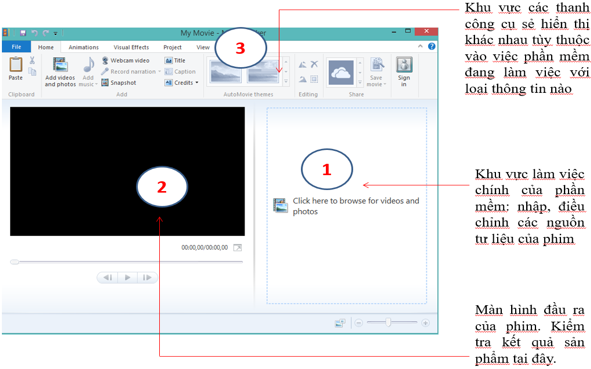 My Movie -
File Home Animations Visual Effects Project View
3
Paste
Add videos and photos
Add music
Webcam video
Record narration
Snapshot
Title
Caption
Credits
Save movie
Sign in
Clipboard Add AutoMovie themes Editing Share
2
1
Click here to browse for videos and
photos
00:00,00/00:00,00
Khu vực các thanh
công cụ sẻ hiển thị
khác nhau tùy thuộc
vào việc phần mềm
đang làm việc với
loại thông tin nào
Khu vực làm việc
chính của phần
mềm: nhập, điều
chỉnh các nguồn
tư liệu của phim
Màn hình đầu ra
của phim. Kiểm
tra kết quả sản
phẩm tại đây.